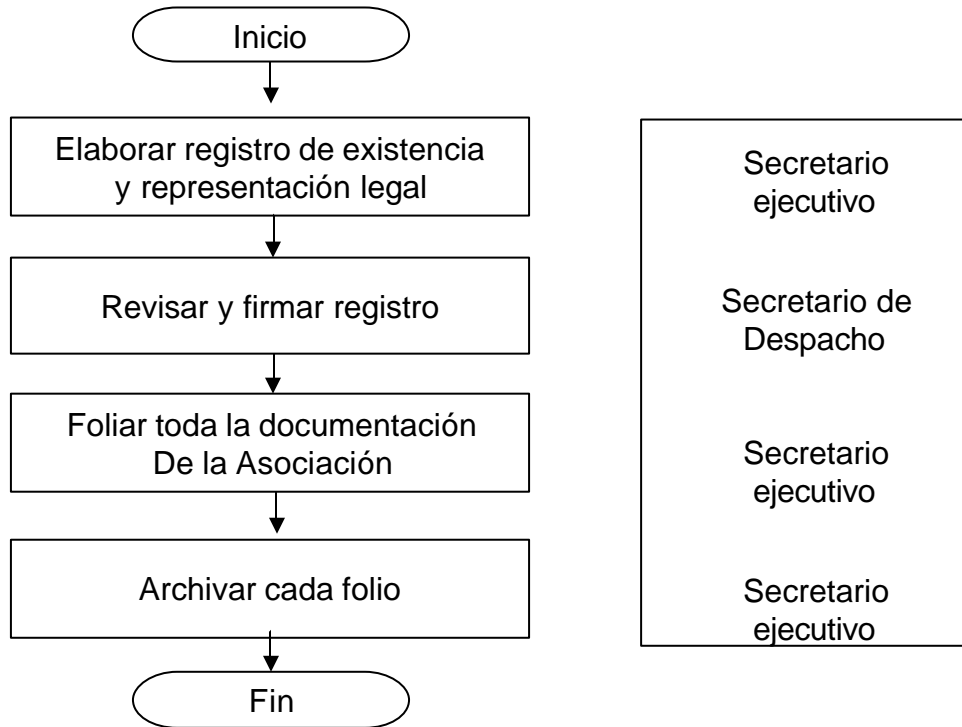 Inicio
Elaborar registro de existencia
y representación legal
Secretario
ejecutivo
Revisar y firmar registro
Secretario de
Despacho
Foliar toda la documentación
De la Asociación
Secretario
ejecutivo
Archivar cada folio
Secretario
ejecutivo
Fin